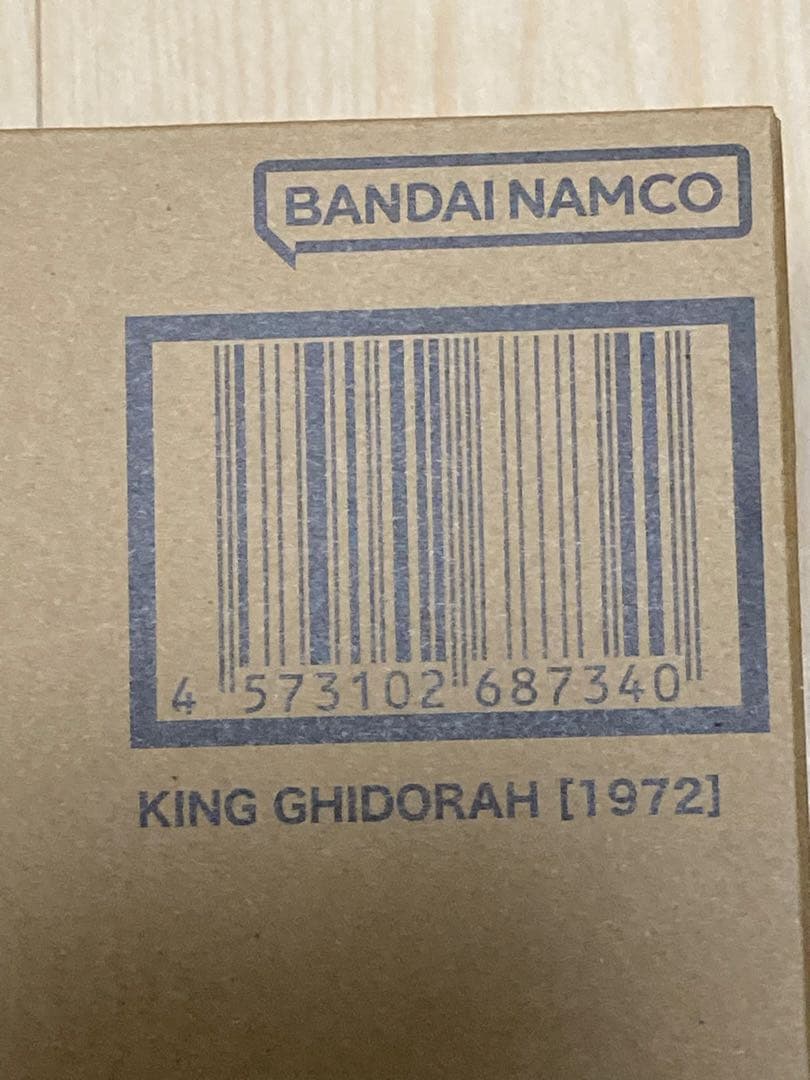 BANDAI NAMCO
4 573102 687340
KING GHIDORAH [1972]